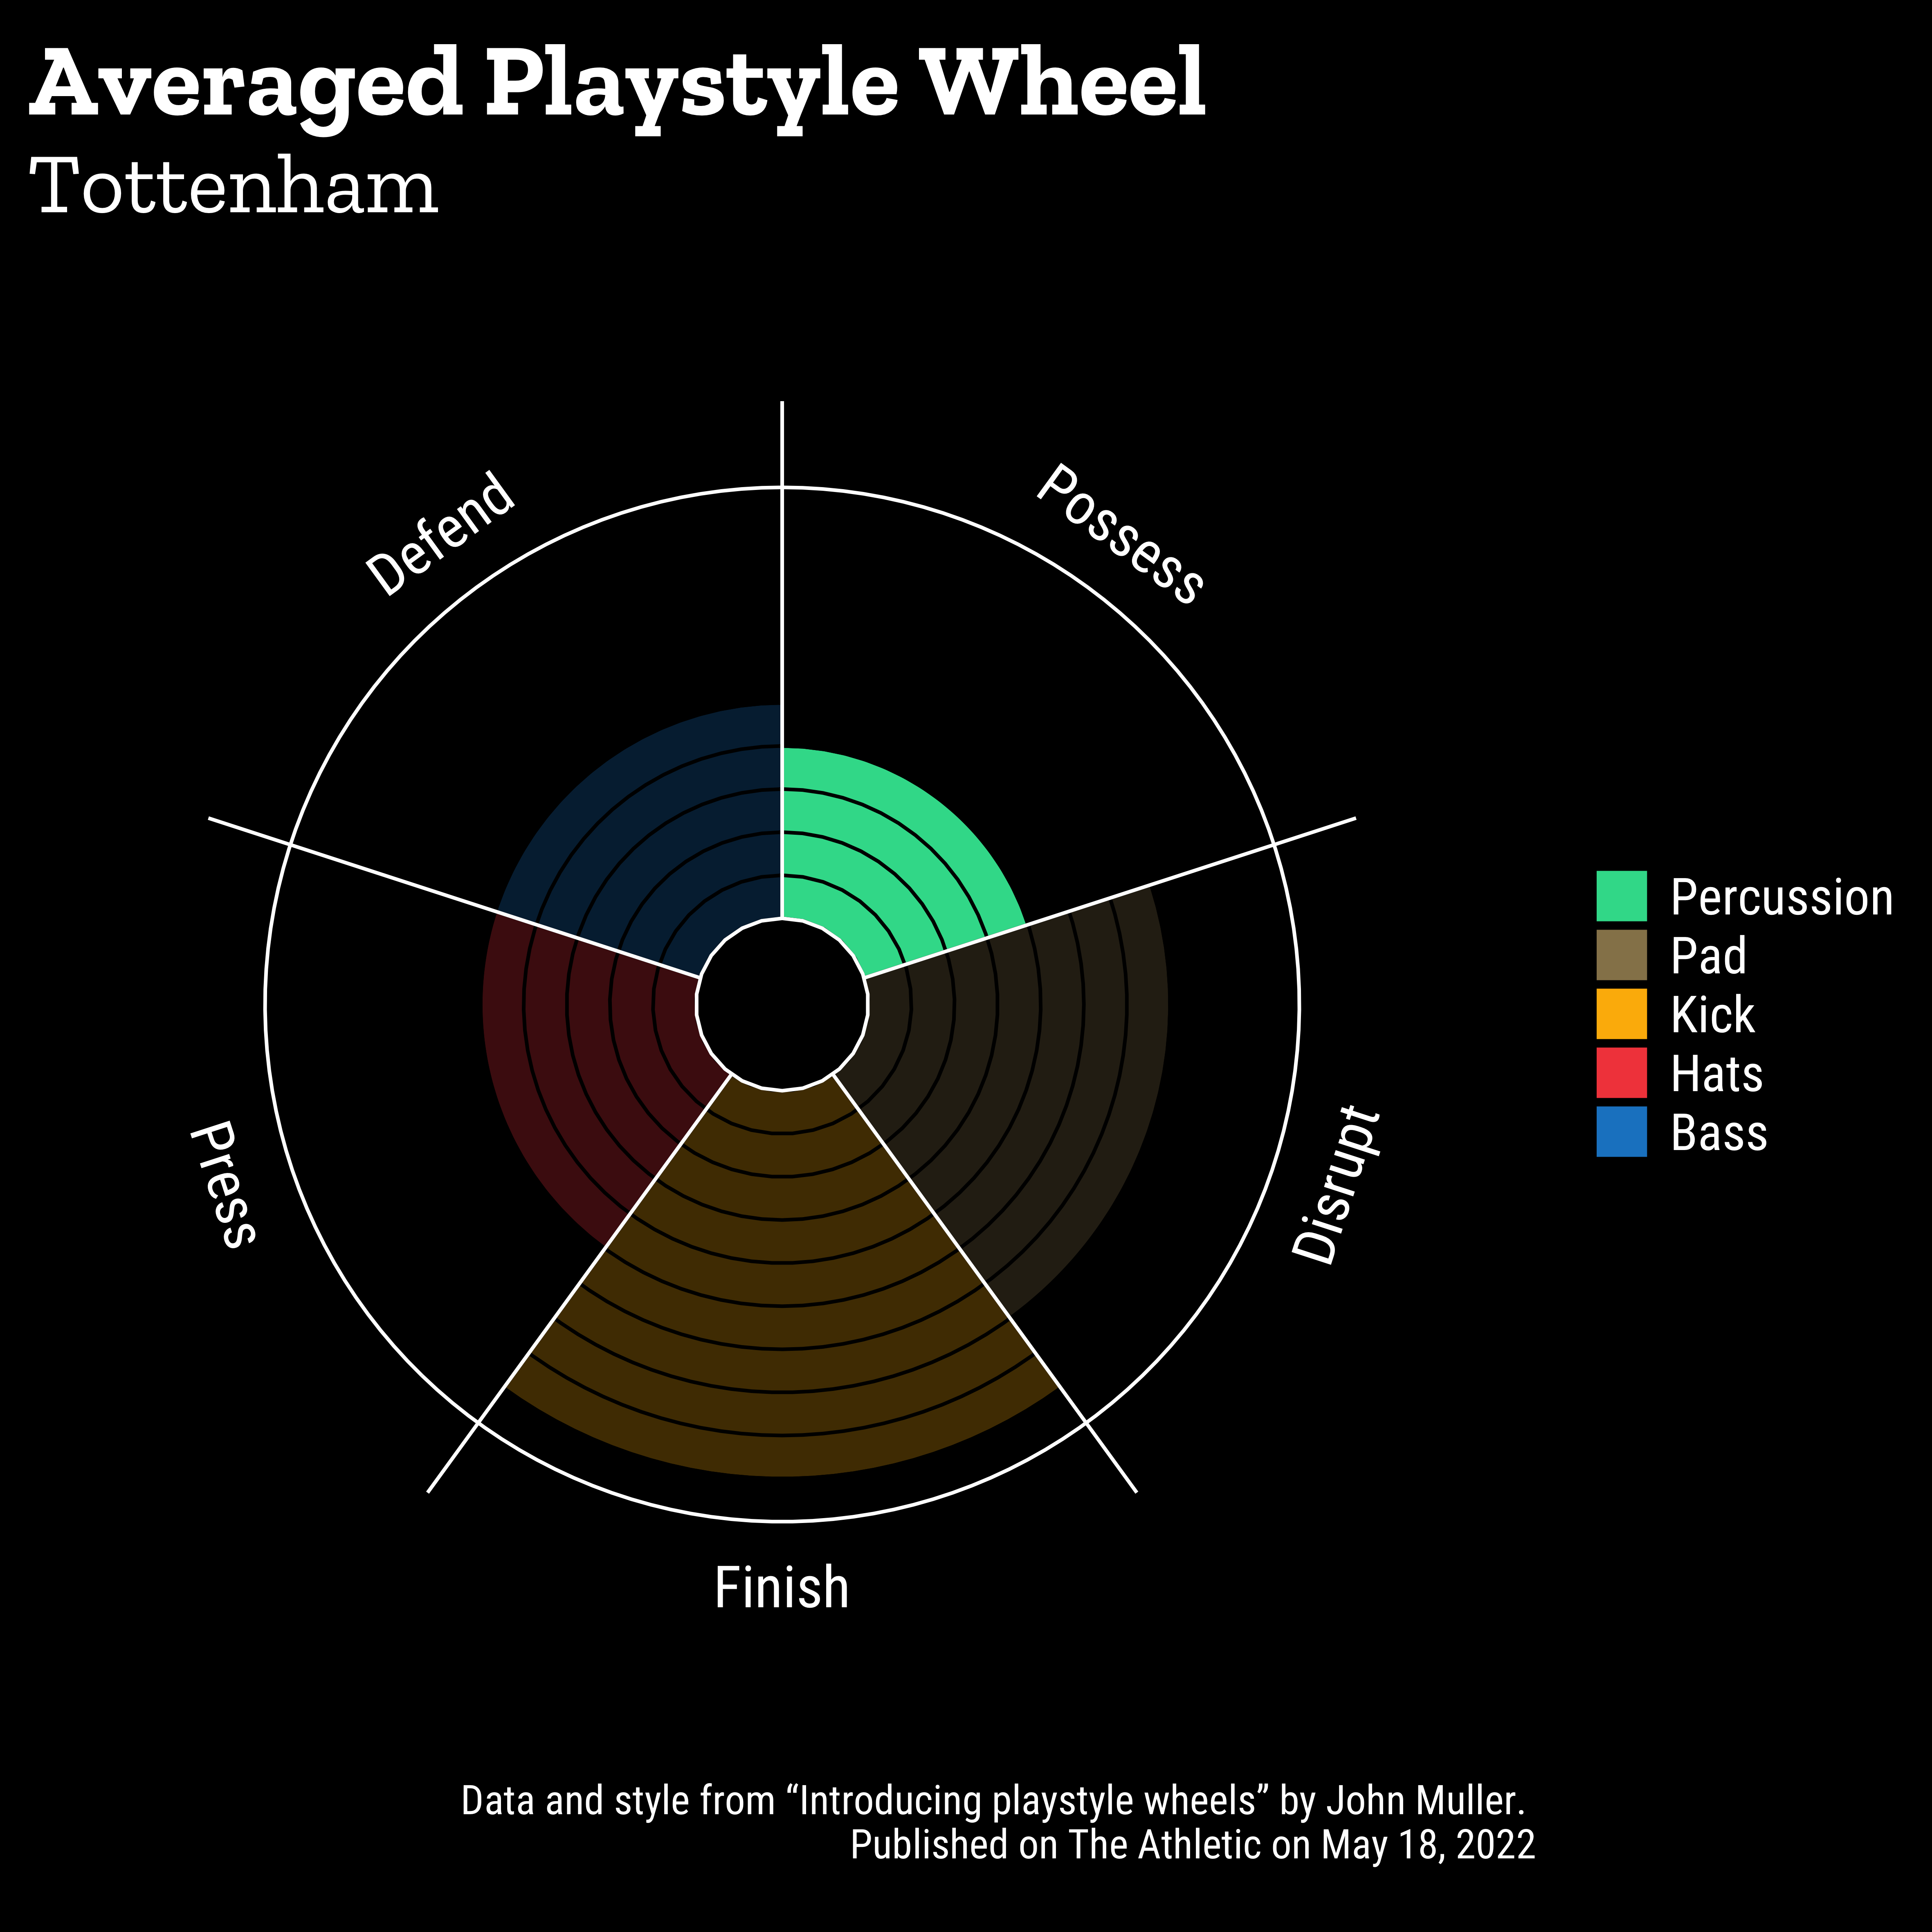 Averaged Playstyle Wheel
Tottenham
Defend
Possess
Press
Disrupt
Finish
Percussion
Pad
Kick
Hats
Bass
Data and style from “Introducing playstyle wheels” by John Muller.
Published on The Athletic on May 18, 2022